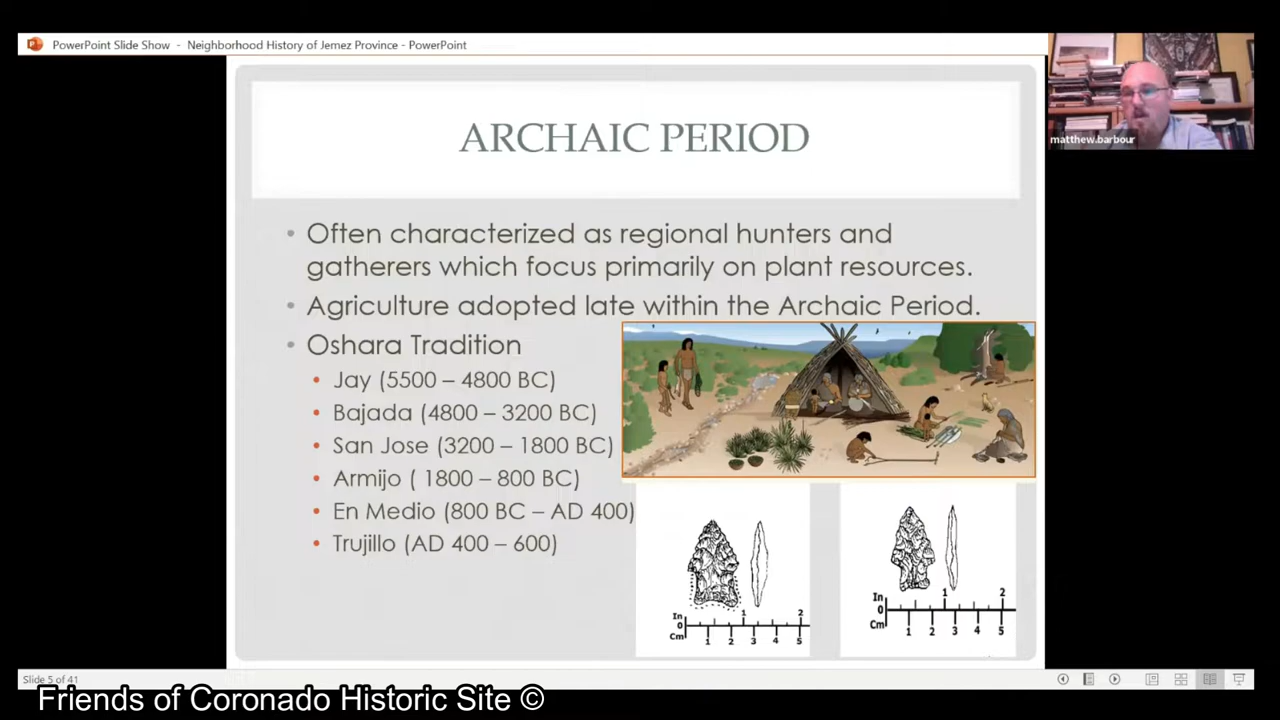 PowerPoint Slide Show - Neighborhood History of Jemez Province - PowerPoint
matthew.barbour
ARCHAIC PERIOD
• Often characterized as regional hunters and
gatherers which focus primarily on plant resources.
• Agriculture adopted late within the Archaic Period.
• Oshara Tradition
• Jay (5500 – 4800 BC)
• Bajada (4800 – 3200 BC)
• San Jose (3200 – 1800 BC)
• Armijo ( 1800 – 800 BC)
• En Medio (800 BC – AD 400)
• Trujillo (AD 400 – 600)
In 0 1 2
Cm 1 2 3 4 5
In 0 1 2
Cm 1 2 3 4 5
Slide 5 of 41
Friends of Coronado Historic Site ©